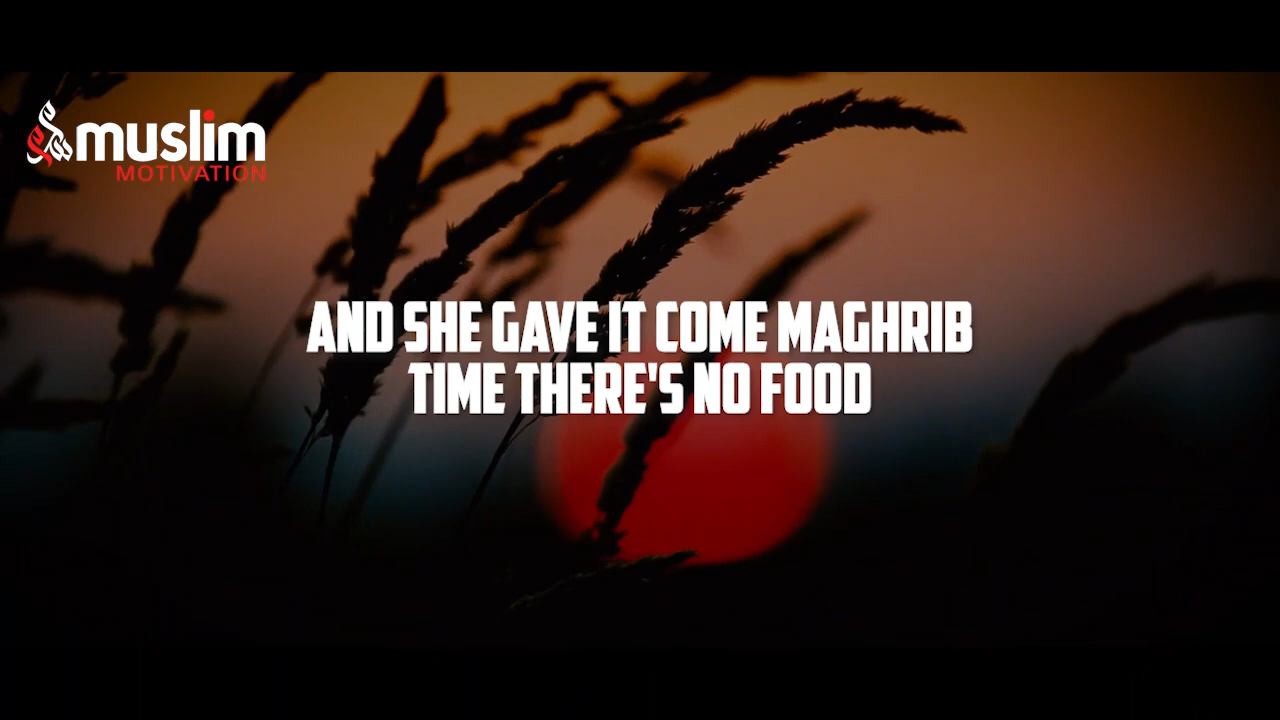 muslim
MOTIVATION
AND SHE GAVE IT COME MAGHRIB
TIME THERE'S NO FOOD